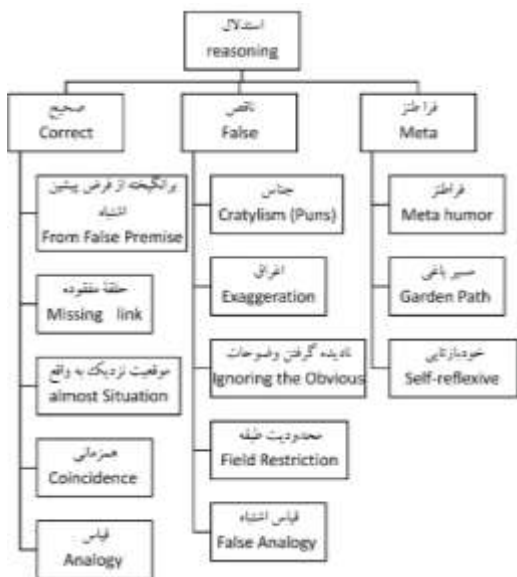 استدلال
reasoning
صحیح
Correct
برانگیخته از فرض پیشین
اشتباه
From False Premise
حلقهٔ مفقوده
Missing link
موقعیت نزدیک به واقع
almost Situation
همزمانی
Coincidence
قیاس
Analogy
ناقص
False
جناس
Cratylism (Puns)
اغراق
Exaggeration
نادیده گرفتن وضوحات
Ignoring the Obvious
محدودیت طبقه
Field Restriction
قیاس اشتباه
False Analogy
فراطنز
Meta
فراطنز
Meta humor
مسیر باغی
Garden Path
خودبازتابی
Self-reflexive